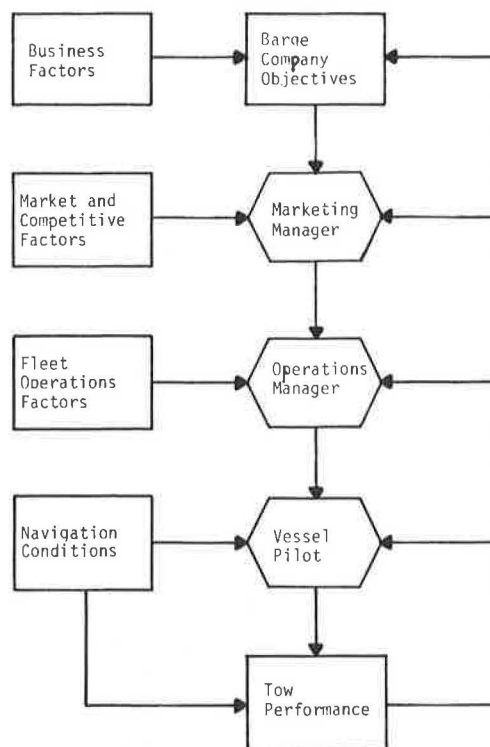 Business
Factors
Barge
Company
Objectives
Market and
Competitive
Factors
Marketing
Manager
Fleet
Operations
Factors
Operations
Manager
Navigation
Conditions
Vessel
Pilot
Tow
Performance